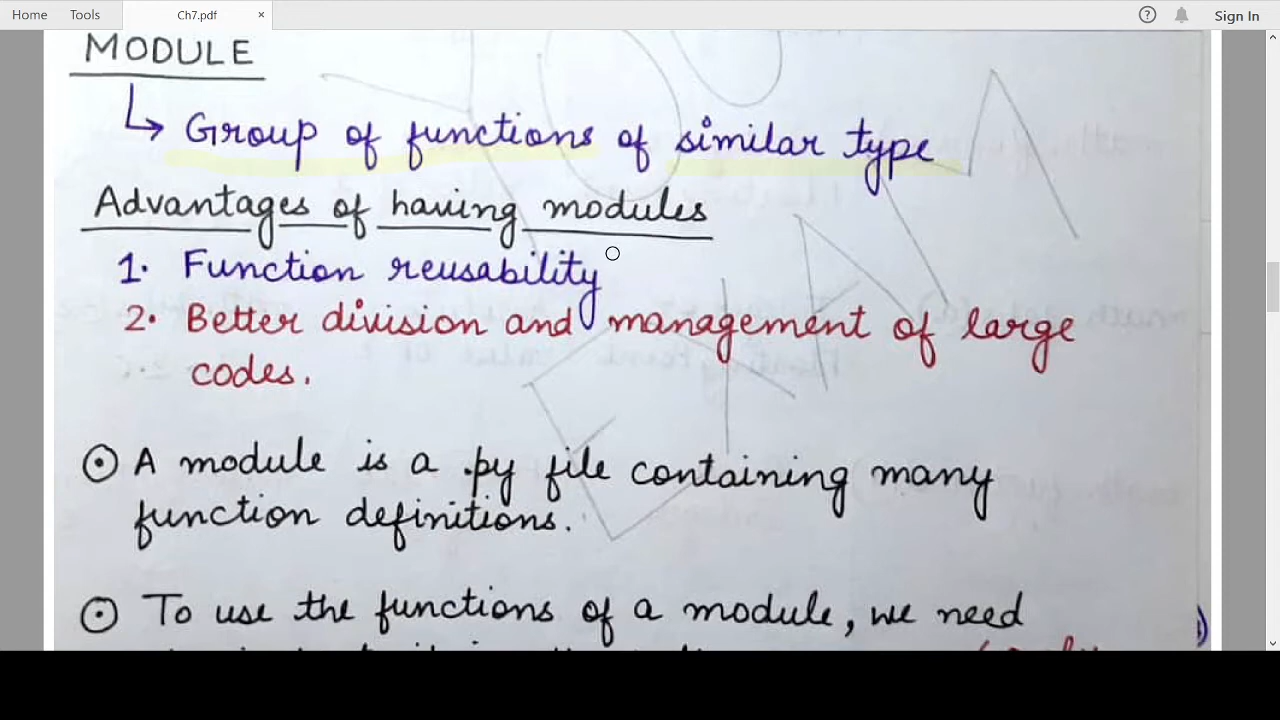 Home Tools Ch7.pdf × ? Sign In
MODULE
↳ Group of functions of similar type
Advantages of having modules
1. Function reusability
2. Better division and management of large
codes.
⊙ A module is a .py file containing many
function definitions.
⊙ To use the functions of a module, we need